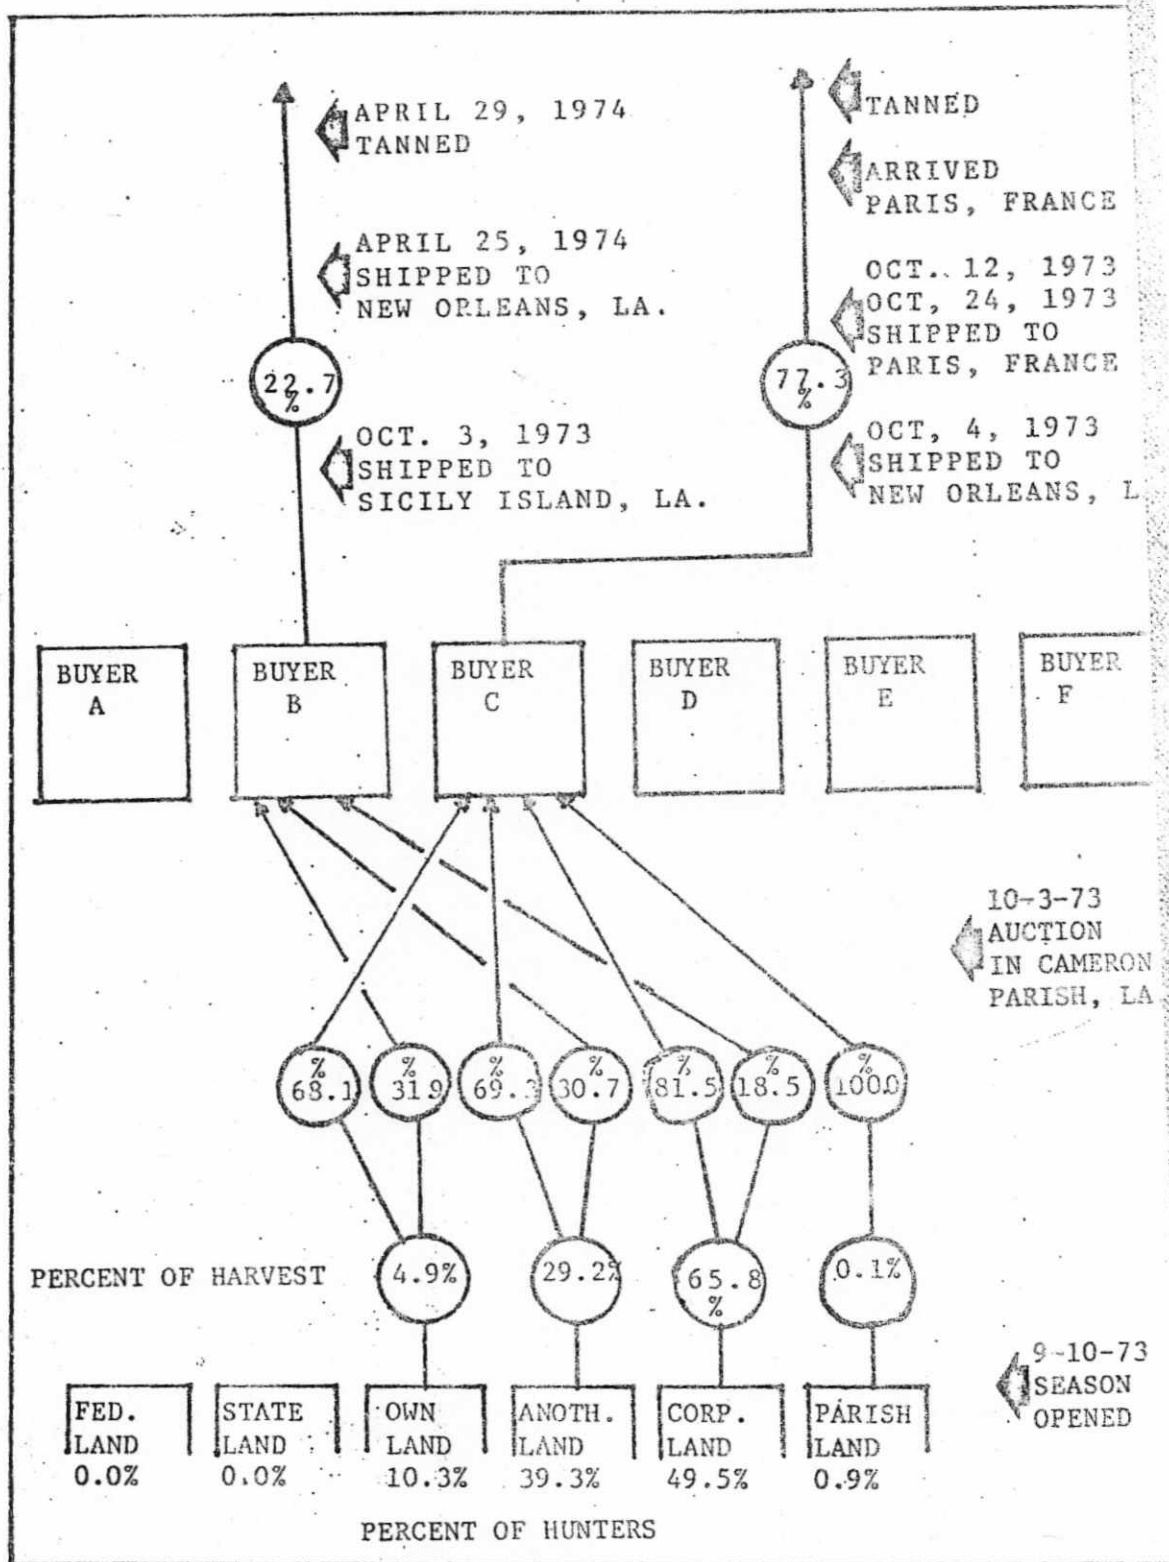 APRIL 29, 1974
TANNED
APRIL 25, 1974
SHIPPED TO
NEW ORLEANS, LA.
22.7
%
OCT. 3, 1973
SHIPPED TO
SICILY ISLAND, LA.
TANNED
ARRIVED
PARIS, FRANCE
OCT. 12, 1973
OCT, 24, 1973
SHIPPED TO
PARIS, FRANCE
77.3
%
OCT, 4, 1973
SHIPPED TO
NEW ORLEANS, L
BUYER
A
BUYER
B
BUYER
C
BUYER
D
BUYER
E
BUYER
F
10-3-73
AUCTION
IN CAMERON
PARISH, LA
%
68.1
%
319
%
69.3
%
30.7
%
81.5
%
18.5
%
100.0
PERCENT OF HARVEST
4.9%
29.2%
65.8
%
0.1%
9-10-73
SEASON
OPENED
FED.
LAND
0.0%
STATE
LAND
0.0%
OWN
LAND
10.3%
ANOTH.
LAND
39.3%
CORP.
LAND
49.5%
PARISH
LAND
0.9%
PERCENT OF HUNTERS